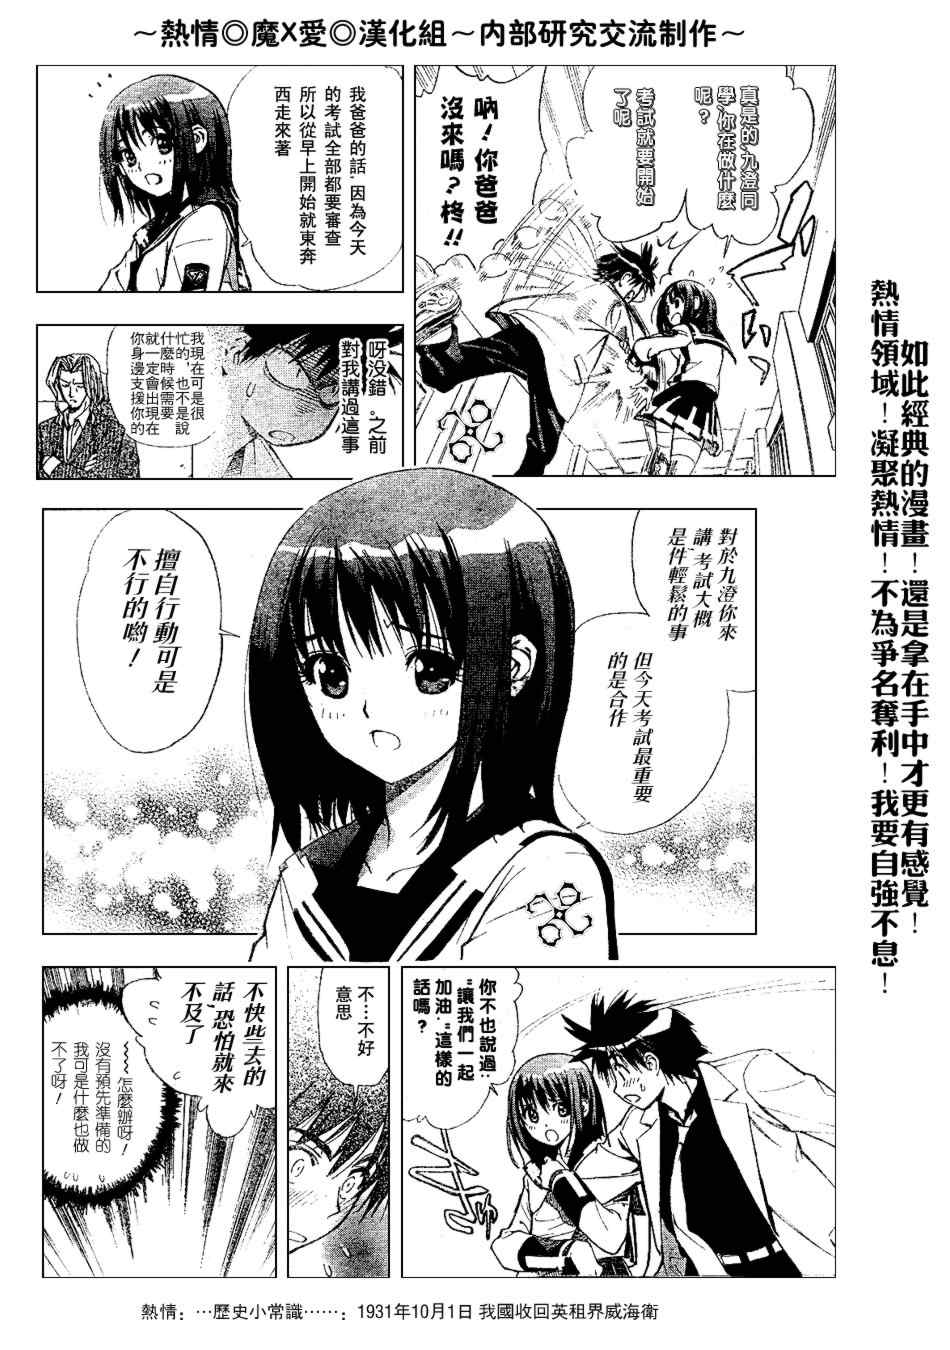 ～熱情◎魔X愛◎漢化組～内部研究交流制作～
真是的,九澄同
學,你在做什麼
呢?
考試就要開始
了呢
吶!你爸爸
沒來嗎?柊!!
我爸爸的話,因為今天
的考試全部都要審查
所以從早上開始就東奔
西走來著
呀没錯。之前
對我講過這事
我現在可是很
忙的,也不是說
什麼時候需要
就一定會出現在
你身邊支援你的
對於九澄你來
講,考試大概
是件輕鬆的事
但今天考試最重要
的是合作
擅自行動可是
不行的喲!
你不也說過:
"讓我們一起
加油."這樣的
話嗎?
不…不好
意思
不快些去的
話,恐怕就來
不及了
～～怎麼辦呀!
沒有預先準備的
我可是什麼也做
不了呀!
如此經典的漫畫!還是拿在手中才更有感覺!
熱情領域!凝聚熱情!不為爭名奪利!我要自強不息!
熱情：…歷史小常識……：1931年10月1日 我國收回英租界威海衛